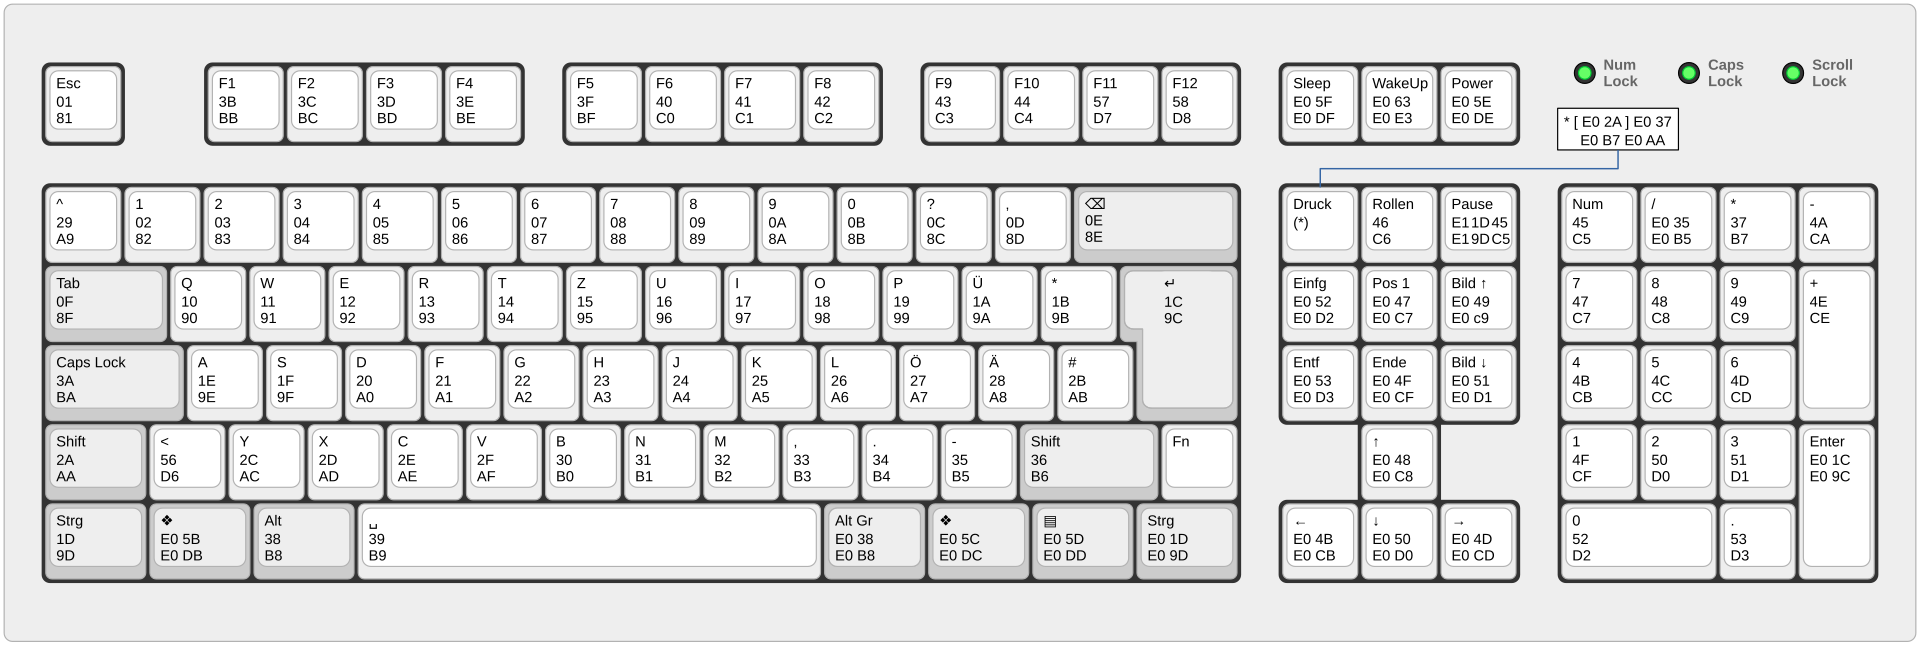 Esc
01
81
F1
3B
BB
F2
3C
BC
F3
3D
BD
F4
3E
BE
F5
3F
BF
F6
40
C0
F7
41
C1
F8
42
C2
F9
43
C3
F10
44
C4
F11
57
D7
F12
58
D8
Sleep
E0 5F
E0 DF
WakeUp
E0 63
E0 E3
Power
E0 5E
E0 DE
Num
Lock
Caps
Lock
Scroll
Lock
* [ E0 2A ] E0 37
E0 B7 E0 AA
^
29
A9
1
02
82
2
03
83
3
04
84
4
05
85
5
06
86
6
07
87
7
08
88
8
09
89
9
0A
8A
0
0B
8B
?
0C
8C
,
0D
8D
⌫
0E
8E
Druck
(*)
Rollen
46
C6
Pause
E11D45
E19DC5
Num
45
C5
/
E0 35
E0 B5
*
37
B7
-
4A
CA
Tab
0F
8F
Q
10
90
W
11
91
E
12
92
R
13
93
T
14
94
Z
15
95
U
16
96
I
17
97
O
18
98
P
19
99
Ü
1A
9A
*
1B
9B
↵
1C
9C
Einfg
E0 52
E0 D2
Pos 1
E0 47
E0 C7
Bild ↑
E0 49
E0 c9
7
47
C7
8
48
C8
9
49
C9
+
4E
CE
Caps Lock
3A
BA
A
1E
9E
S
1F
9F
D
20
A0
F
21
A1
G
22
A2
H
23
A3
J
24
A4
K
25
A5
L
26
A6
Ö
27
A7
Ä
28
A8
#
2B
AB
Entf
E0 53
E0 D3
Ende
E0 4F
E0 CF
Bild ↓
E0 51
E0 D1
4
4B
CB
5
4C
CC
6
4D
CD
Shift
2A
AA
<
56
D6
Y
2C
AC
X
2D
AD
C
2E
AE
V
2F
AF
B
30
B0
N
31
B1
M
32
B2
,
33
B3
.
34
B4
-
35
B5
Shift
36
B6
Fn
↑
E0 48
E0 C8
1
4F
CF
2
50
D0
3
51
D1
Enter
E0 1C
E0 9C
Strg
1D
9D
❖
E0 5B
E0 DB
Alt
38
B8
␣
39
B9
Alt Gr
E0 38
E0 B8
❖
E0 5C
E0 DC
▤
E0 5D
E0 DD
Strg
E0 1D
E0 9D
←
E0 4B
E0 CB
↓
E0 50
E0 D0
→
E0 4D
E0 CD
0
52
D2
.
53
D3